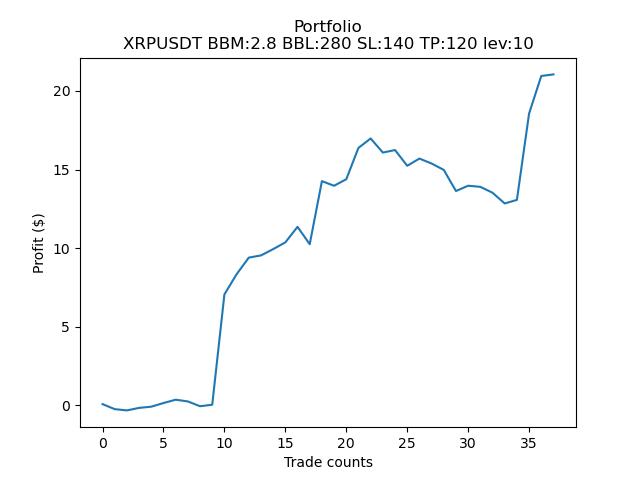 Portfolio
XRPUSDT BBM:2.8 BBL:280 SL:140 TP:120 lev:10
Profit ($)
20
15
10
5
0
0 5 10 15 20 25 30 35
Trade counts